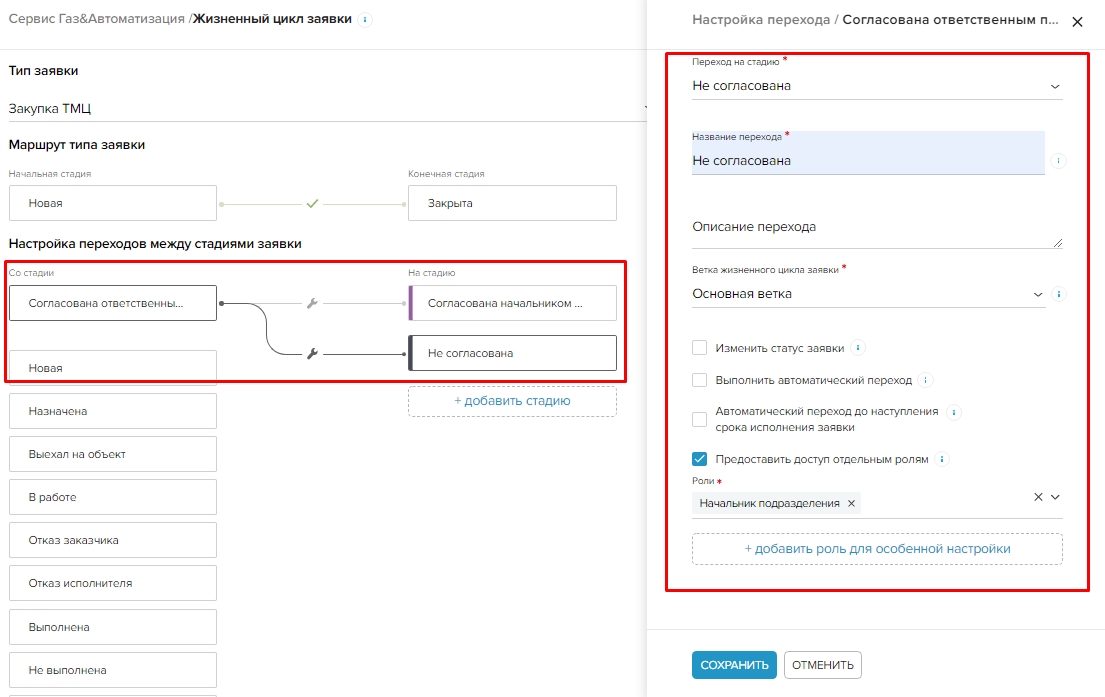 Сервис Газ&Автоматизация /Жизненный цикл заявки
Тип заявки
Закупка ТМЦ
Маршрут типа заявки
Начальная стадия
Конечная стадия
Новая
Закрыта
Настройка переходов между стадиями заявки
Со стадии
На стадию
Согласована ответственны...
Согласована начальником ...
Не согласована
Новая
+ добавить стадию
Назначена
Выехал на объект
В работе
Отказ заказчика
Отказ исполнителя
Выполнена
Не выполнена
Настройка перехода / Согласована ответственным п...
Переход на стадию *
Не согласована
Название перехода *
Не согласована
Описание перехода
Ветка жизненного цикла заявки *
Основная ветка
Изменить статус заявки
Выполнить автоматический переход
Автоматический переход до наступления
срока исполнения заявки
Предоставить доступ отдельным ролям
Роли *
Начальник подразделения
+ добавить роль для особенной настройки
СОХРАНИТЬ
ОТМЕНИТЬ